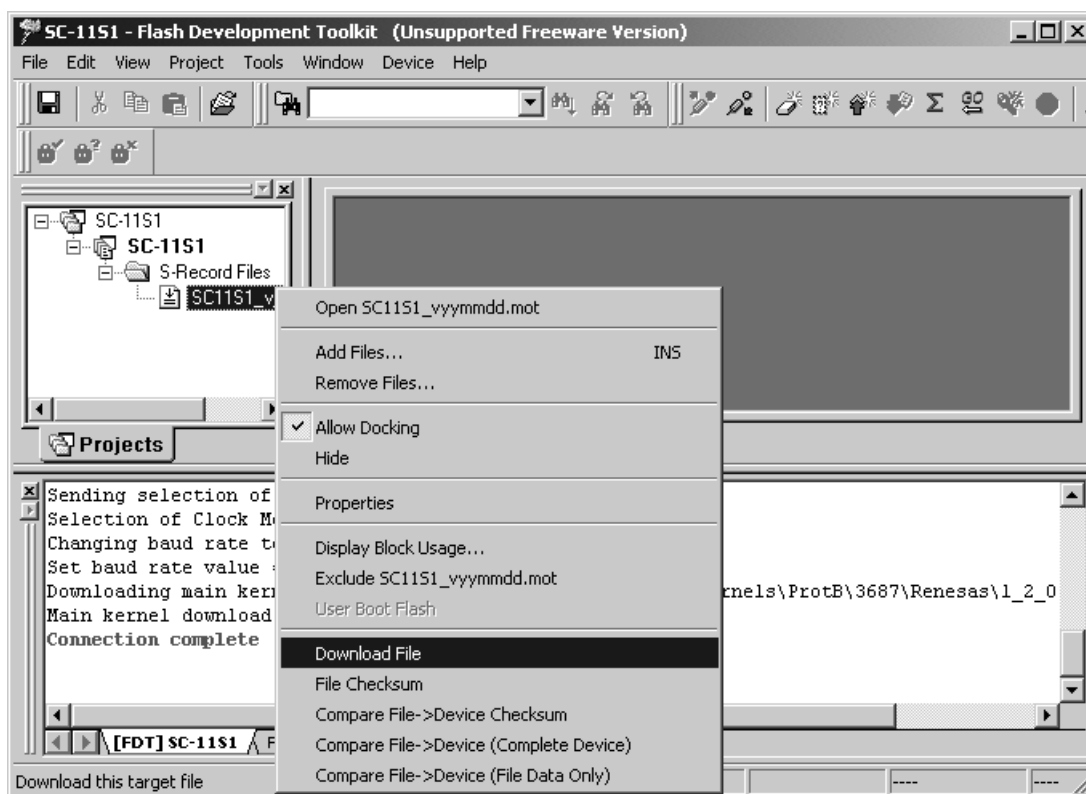 SC-11S1 - Flash Development Toolkit (Unsupported Freeware Version)
File Edit View Project Tools Window Device Help
SC-11S1
SC-11S1
S-Record Files
SC11S1_v
Projects
Open SC11S1_vyymmdd.mot
Add Files... INS
Remove Files...
Allow Docking
Hide
Properties
Display Block Usage...
Exclude SC11S1_vyymmdd.mot
User Boot Flash
Download File
File Checksum
Compare File->Device Checksum
Compare File->Device (Complete Device)
Compare File->Device (File Data Only)
Sending selection of
Selection of Clock M
Changing baud rate t
Set baud rate value =
Downloading main ker rnels\ProtB\3687\Renesas\1_2_0
Main kernel download
Connection complete
[FDT] SC-11S1 F
Download this target file ---- ----